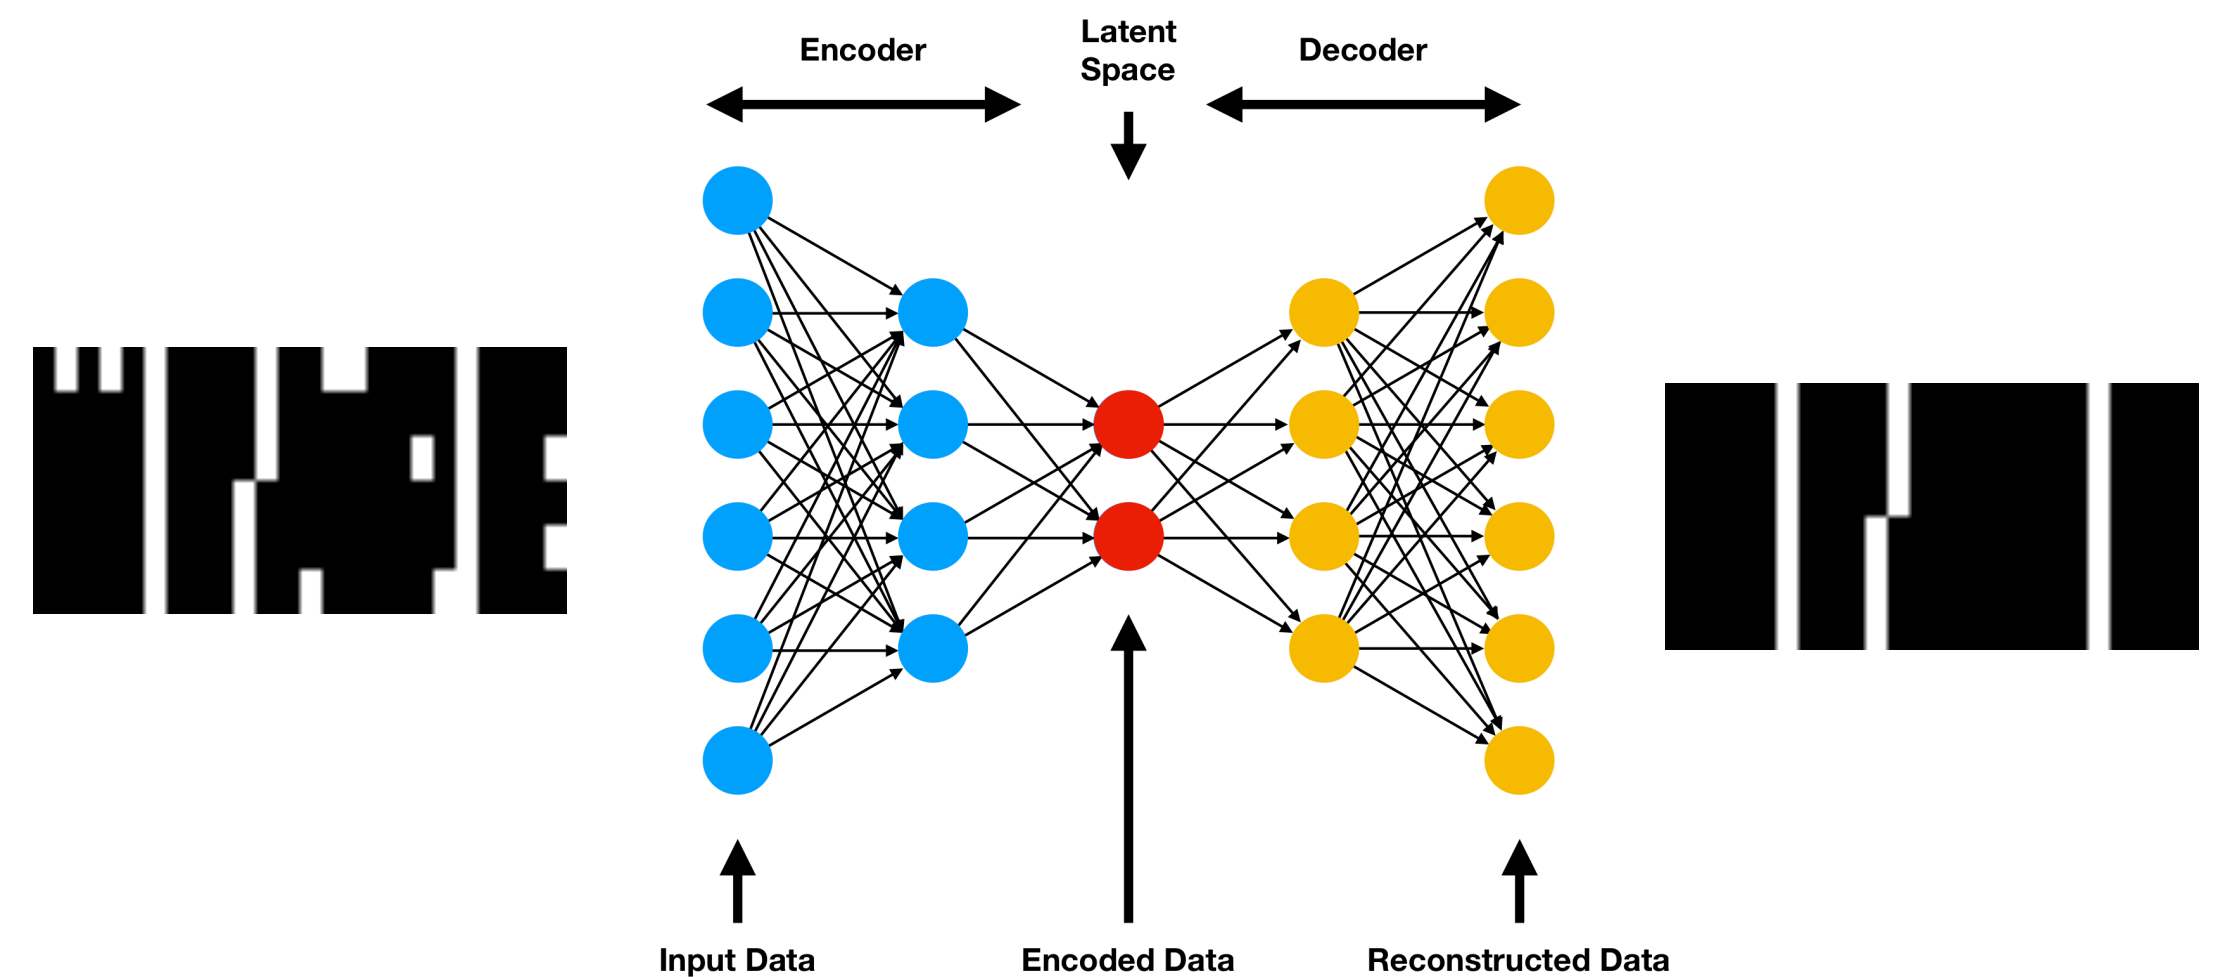 Encoder
Latent
Space
Decoder
Input Data
Encoded Data
Reconstructed Data